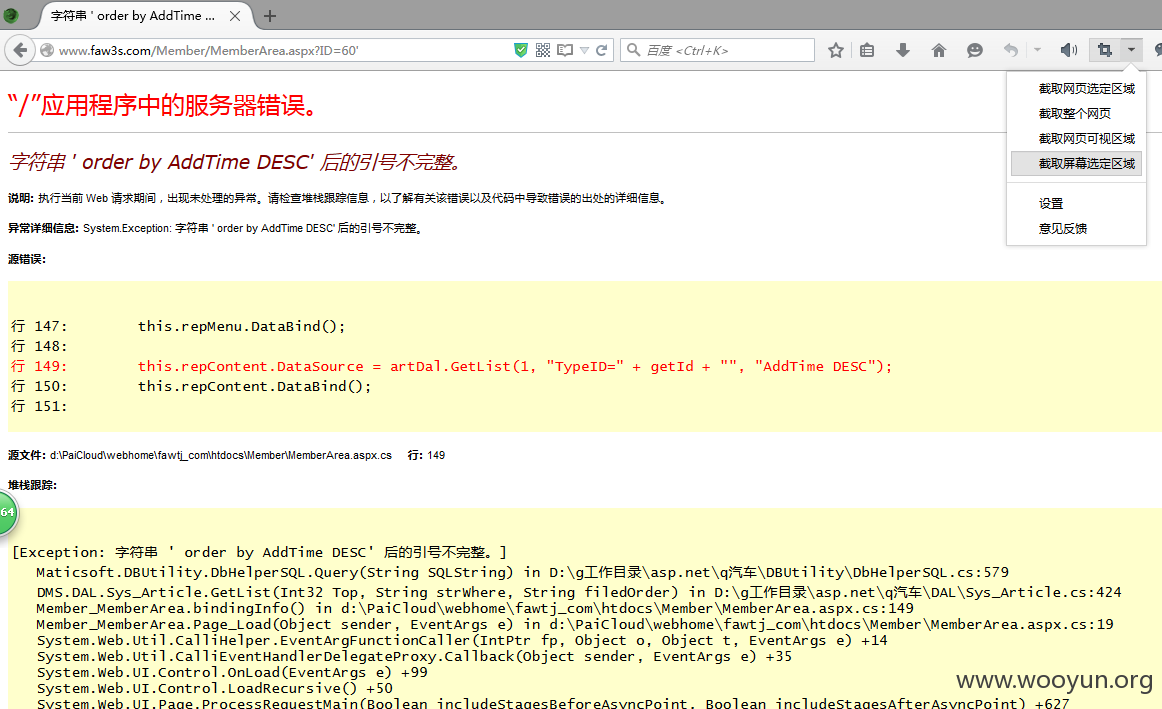 字符串 ' order by AddTime ...
www.faw3s.com/Member/MemberArea.aspx?ID=60'
百度 <Ctrl+K>
截取网页选定区域
截取整个网页
截取网页可视区域
截取屏幕选定区域
设置
意见反馈
“/”应用程序中的服务器错误。
字符串 ' order by AddTime DESC' 后的引号不完整。
说明: 执行当前 Web 请求期间，出现未处理的异常。请检查堆栈跟踪信息，以了解有关该错误以及代码中导致错误的出处的详细信息。
异常详细信息: System.Exception: 字符串 ' order by AddTime DESC' 后的引号不完整。
源错误:
行 147:        this.repMenu.DataBind();
行 148:
行 149:        this.repContent.DataSource = artDal.GetList(1, "TypeID=" + getId + "", "AddTime DESC");
行 150:        this.repContent.DataBind();
行 151:
源文件: d:\PaiCloud\webhome\fawtj_com\htdocs\Member\MemberArea.aspx.cs    行: 149
堆栈跟踪:
64
[Exception: 字符串 ' order by AddTime DESC' 后的引号不完整。]
Maticsoft.DBUtility.DbHelperSQL.Query(String SQLString) in D:\g工作目录\asp.net\q汽车\DBUtility\DbHelperSQL.cs:579
DMS.DAL.Sys_Article.GetList(Int32 Top, String strWhere, String filedOrder) in D:\g工作目录\asp.net\q汽车\DAL\Sys_Article.cs:424
Member_MemberArea.bindingInfo() in d:\PaiCloud\webhome\fawtj_com\htdocs\Member\MemberArea.aspx.cs:149
Member_MemberArea.Page_Load(Object sender, EventArgs e) in d:\PaiCloud\webhome\fawtj_com\htdocs\Member\MemberArea.aspx.cs:19
System.Web.Util.CalliHelper.EventArgFunctionCaller(IntPtr fp, Object o, Object t, EventArgs e) +14
System.Web.Util.CalliEventHandlerDelegateProxy.Callback(Object sender, EventArgs e) +35
System.Web.UI.Control.OnLoad(EventArgs e) +99
System.Web.UI.Control.LoadRecursive() +50
System.Web.UI.Page.ProcessRequestMain(Boolean includeStagesBeforeAsyncPoint, Boolean includeStagesAfterAsyncPoint) +627
www.wooyun.org